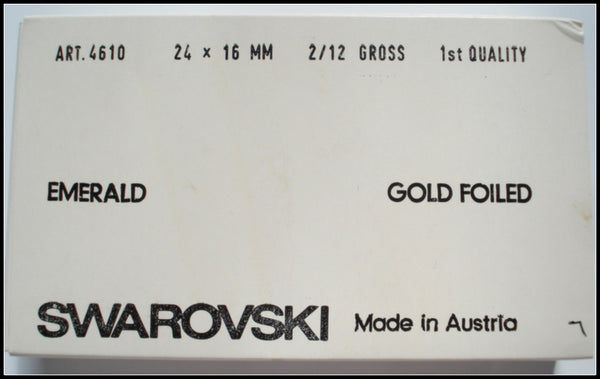 ART.4610 24 × 16 MM 2/12 GROSS 1st QUALITY
EMERALD GOLD FOILED
SWAROVSKI Made in Austria